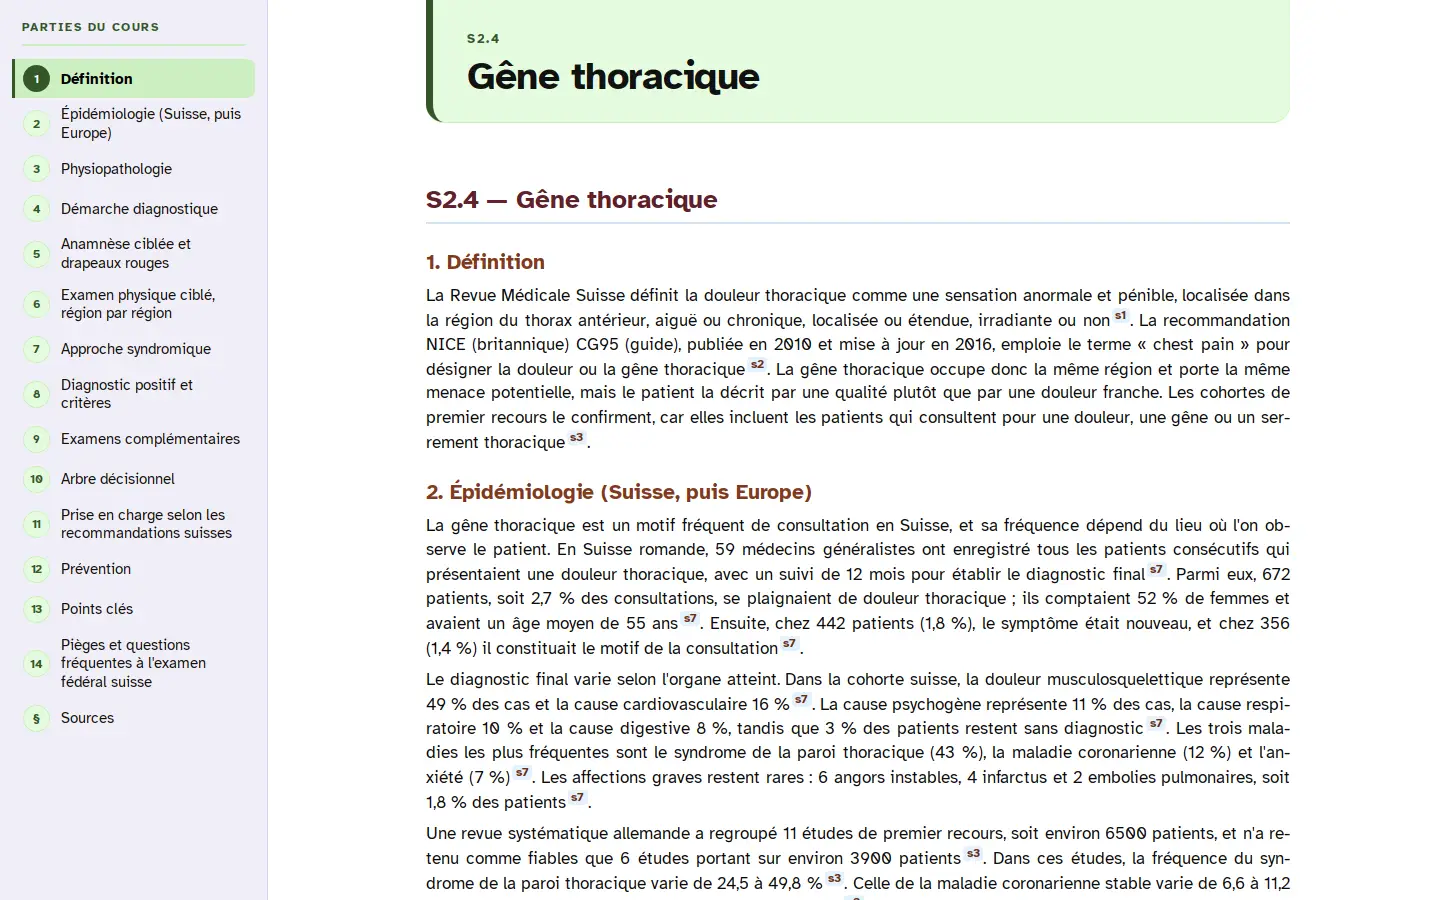 PARTIES DU COURS
1 Définition
2 Épidémiologie (Suisse, puis
Europe)
3 Physiopathologie
4 Démarche diagnostique
5 Anamnèse ciblée et
drapeaux rouges
6 Examen physique ciblé,
région par région
7 Approche syndromique
8 Diagnostic positif et
critères
9 Examens complémentaires
10 Arbre décisionnel
11 Prise en charge selon les
recommandations suisses
12 Prévention
13 Points clés
14 Pièges et questions
fréquentes à l'examen
fédéral suisse
§ Sources
S2.4
Gêne thoracique
S2.4 — Gêne thoracique
1. Définition
La Revue Médicale Suisse définit la douleur thoracique comme une sensation anormale et pénible, localisée dans
la région du thorax antérieur, aiguë ou chronique, localisée ou étendue, irradiante ou non s1. La recommandation
NICE (britannique) CG95 (guide), publiée en 2010 et mise à jour en 2016, emploie le terme « chest pain » pour
désigner la douleur ou la gêne thoracique s2. La gêne thoracique occupe donc la même région et porte la même
menace potentielle, mais le patient la décrit par une qualité plutôt que par une douleur franche. Les cohortes de
premier recours le confirment, car elles incluent les patients qui consultent pour une douleur, une gêne ou un ser-
rement thoracique s3.
2. Épidémiologie (Suisse, puis Europe)
La gêne thoracique est un motif fréquent de consultation en Suisse, et sa fréquence dépend du lieu où l'on ob-
serve le patient. En Suisse romande, 59 médecins généralistes ont enregistré tous les patients consécutifs qui
présentaient une douleur thoracique, avec un suivi de 12 mois pour établir le diagnostic final s7. Parmi eux, 672
patients, soit 2,7 % des consultations, se plaignaient de douleur thoracique ; ils comptaient 52 % de femmes et
avaient un âge moyen de 55 ans s7. Ensuite, chez 442 patients (1,8 %), le symptôme était nouveau, et chez 356
(1,4 %) il constituait le motif de la consultation s7.
Le diagnostic final varie selon l'organe atteint. Dans la cohorte suisse, la douleur musculosquelettique représente
49 % des cas et la cause cardiovasculaire 16 % s7. La cause psychogène représente 11 % des cas, la cause respi-
ratoire 10 % et la cause digestive 8 %, tandis que 3 % des patients restent sans diagnostic s7. Les trois mala-
dies les plus fréquentes sont le syndrome de la paroi thoracique (43 %), la maladie coronarienne (12 %) et l'an-
xiété (7 %) s7. Les affections graves restent rares : 6 angors instables, 4 infarctus et 2 embolies pulmonaires, soit
1,8 % des patients s7.
Une revue systématique allemande a regroupé 11 études de premier recours, soit environ 6500 patients, et n'a re-
tenu comme fiables que 6 études portant sur environ 3900 patients s3. Dans ces études, la fréquence du syn-
drome de la paroi thoracique varie de 24,5 à 49,8 % s3. Celle de la maladie coronarienne stable varie de 6,6 à 11,2